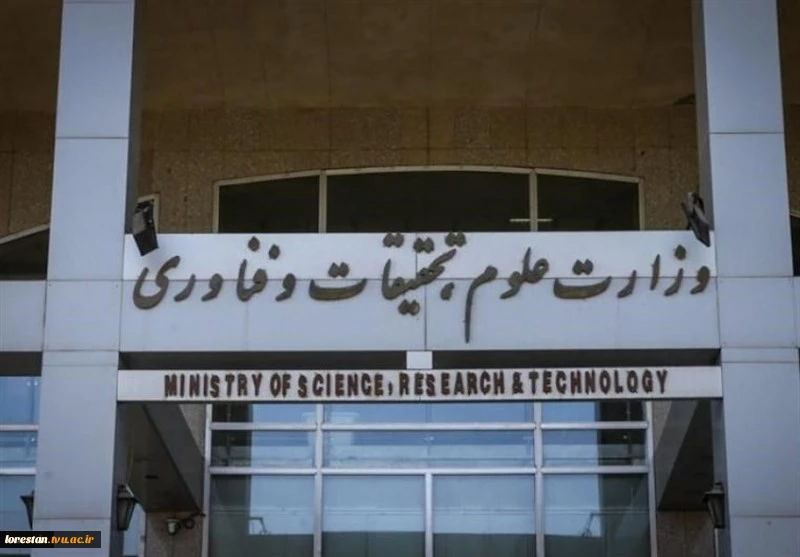 وزارت علوم، تحقیقات و فناوری
MINISTRY OF SCIENCE, RESEARCH & TECHNOLOGY
lorestan.tvu.ac.ir